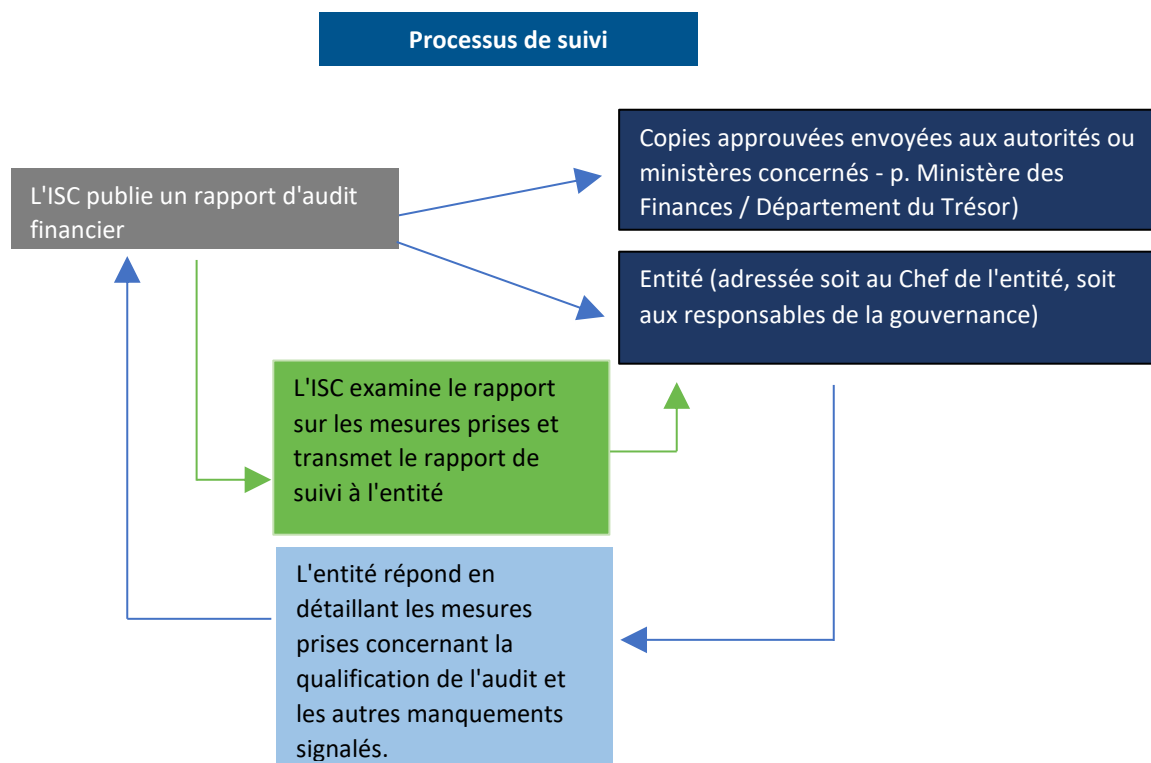 Processus de suivi
Copies approuvées envoyées aux autorités ou
ministères concernés - p. Ministère des
Finances / Département du Trésor)
L'ISC publie un rapport d'audit
financier
Entité (adressée soit au Chef de l'entité, soit
aux responsables de la gouvernance)
L'ISC examine le rapport
sur les mesures prises et
transmet le rapport de
suivi à l'entité
L'entité répond en
détaillant les mesures
prises concernant la
qualification de l'audit et
les autres manquements
signalés.